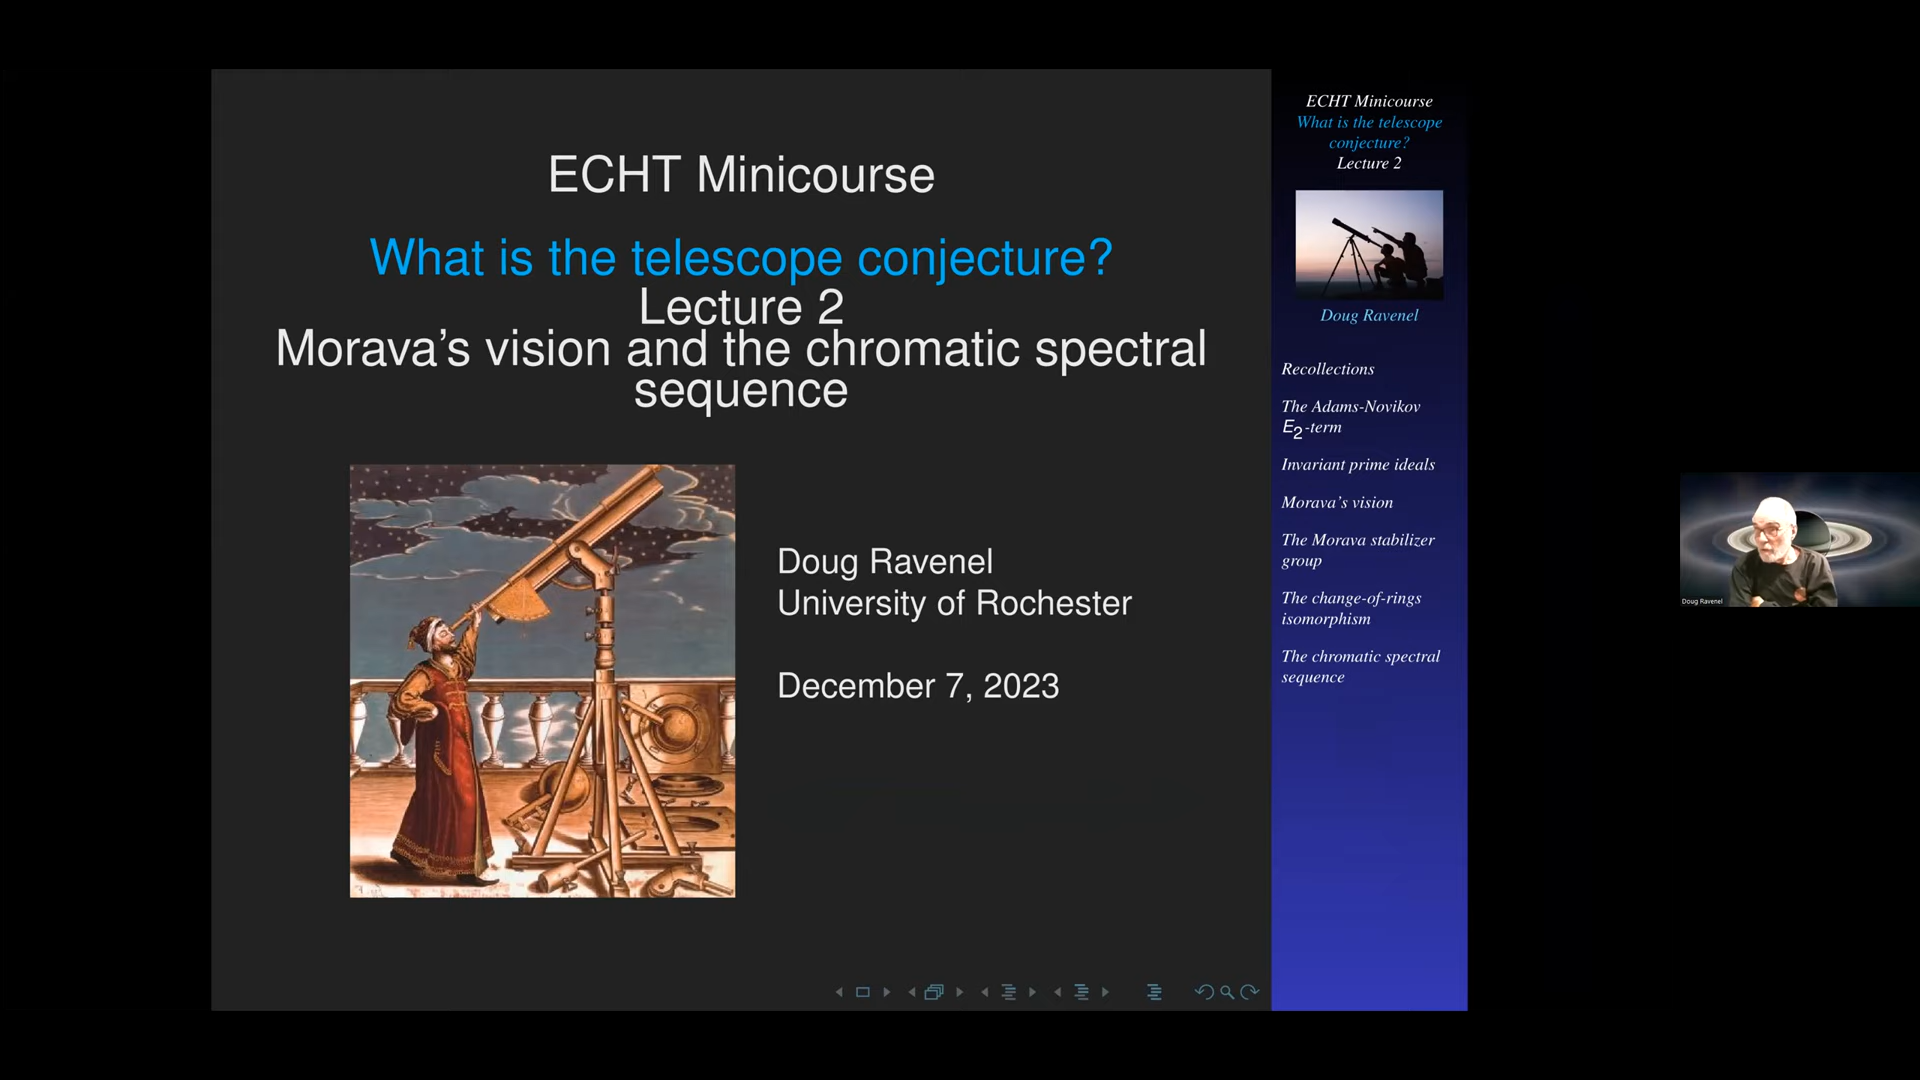 ECHT Minicourse
What is the telescope conjecture?
Lecture 2
Morava's vision and the chromatic spectral
sequence
Doug Ravenel
University of Rochester
December 7, 2023
ECHT Minicourse
What is the telescope
conjecture?
Lecture 2
Doug Ravenel
Recollections
The Adams-Novikov
E2-term
Invariant prime ideals
Morava's vision
The Morava stabilizer
group
The change-of-rings
isomorphism
The chromatic spectral
sequence
Doug Ravenel